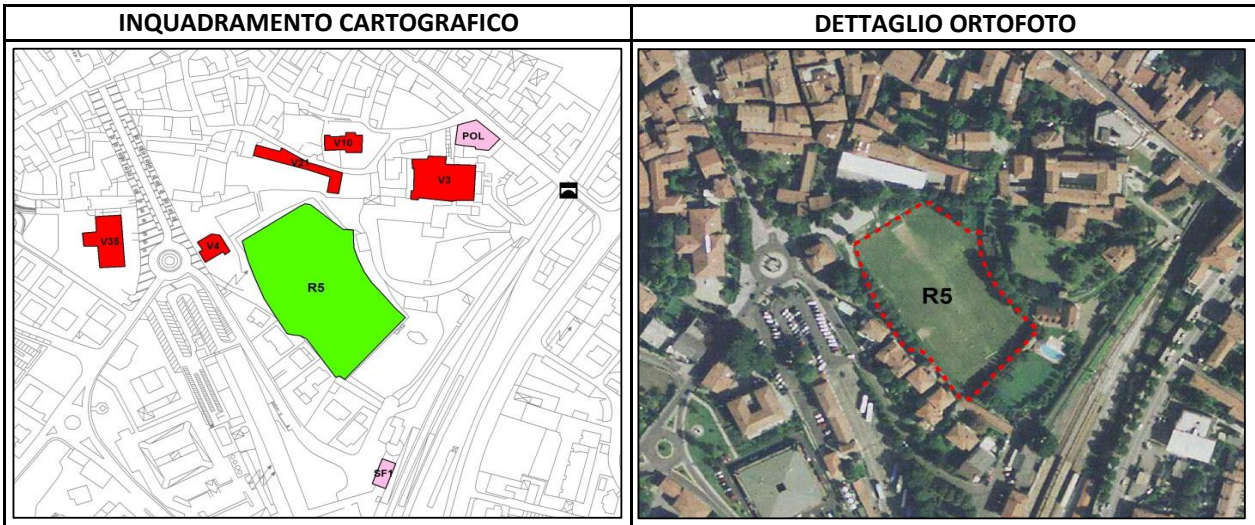 INQUADRAMENTO CARTOGRAFICO
DETTAGLIO ORTOFOTO
POL
V10
V21
V3
V35
V4
R5
SF1
R5